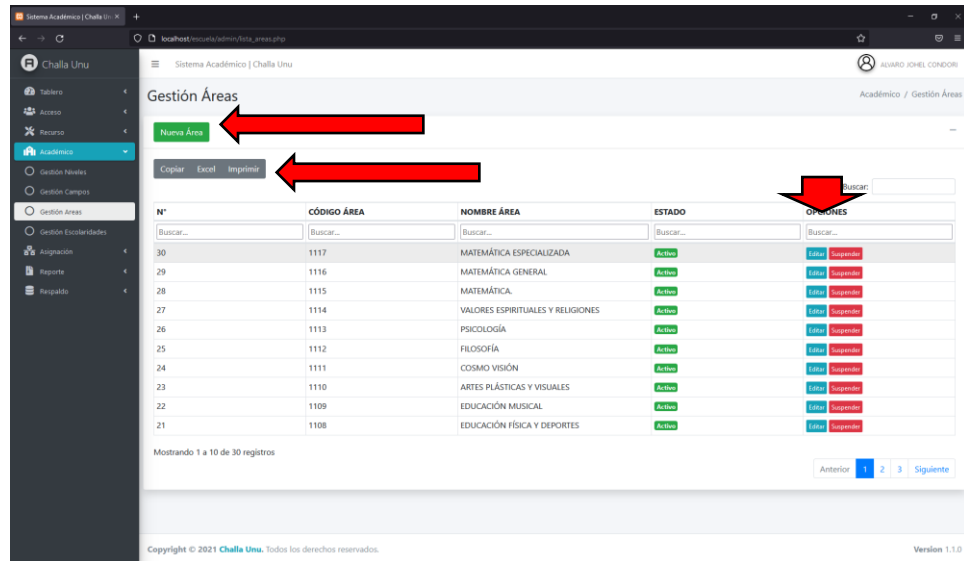 Sistema Académico | Challa Un
localhost/escuela/admin/lista_areas.php
Challa Unu
Sistema Académico | Challa Unu
ALVARO JOHEL CONDORI
Tablero
Acceso
Recurso
Académico
Gestión Niveles
Gestión Campos
Gestión Areas
Gestión Escolaridades
Asignación
Reporte
Respaldo
Gestión Áreas
Académico / Gestión Áreas
Nueva Área
Copiar Excel Imprimir
Buscar:
N° CÓDIGO ÁREA NOMBRE ÁREA ESTADO OPCIONES
Buscar... Buscar... Buscar... Buscar... Buscar...
30 1117 MATEMÁTICA ESPECIALIZADA Activo Editar Suspender
29 1116 MATEMÁTICA GENERAL Activo Editar Suspender
28 1115 MATEMÁTICA. Activo Editar Suspender
27 1114 VALORES ESPIRITUALES Y RELIGIONES Activo Editar Suspender
26 1113 PSICOLOGÍA Activo Editar Suspender
25 1112 FILOSOFÍA Activo Editar Suspender
24 1111 COSMO VISIÓN Activo Editar Suspender
23 1110 ARTES PLÁSTICAS Y VISUALES Activo Editar Suspender
22 1109 EDUCACIÓN MUSICAL Activo Editar Suspender
21 1108 EDUCACIÓN FÍSICA Y DEPORTES Activo Editar Suspender
Mostrando 1 a 10 de 30 registros
Anterior 1 2 3 Siguiente
Copyright © 2021 Challa Unu. Todos los derechos reservados.
Version 1.1.0